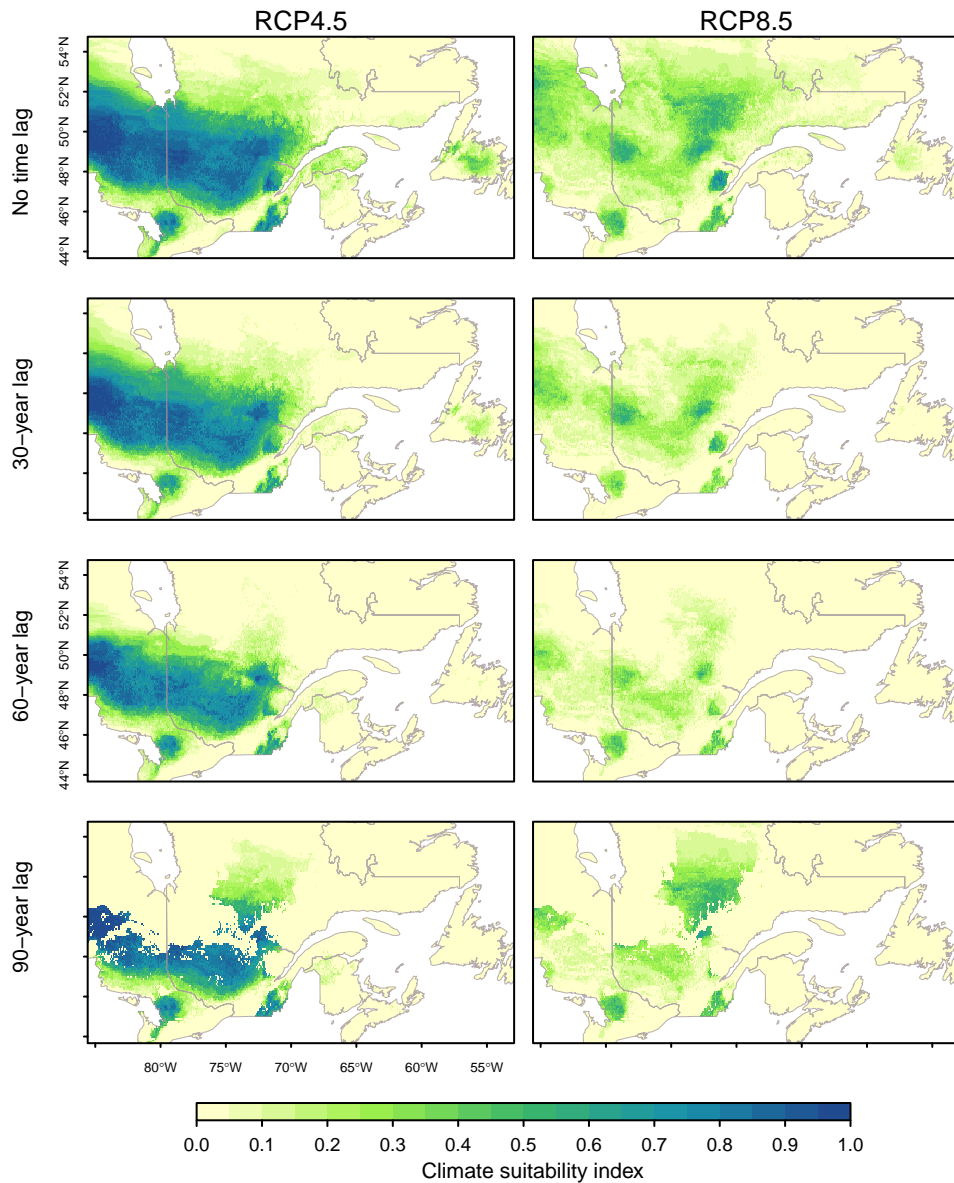 RCP4.5 RCP8.5
No time lag
54°N
52°N
50°N
48°N
46°N
44°N
30−year lag
60−year lag
54°N
52°N
50°N
48°N
46°N
44°N
90−year lag
80°W 70°W 65°W 60°W 55°W
0.0 0.1 0.2 0.3 0.4 0.5 0.6 0.7 0.8 0.9 1.0
Climate suitability index